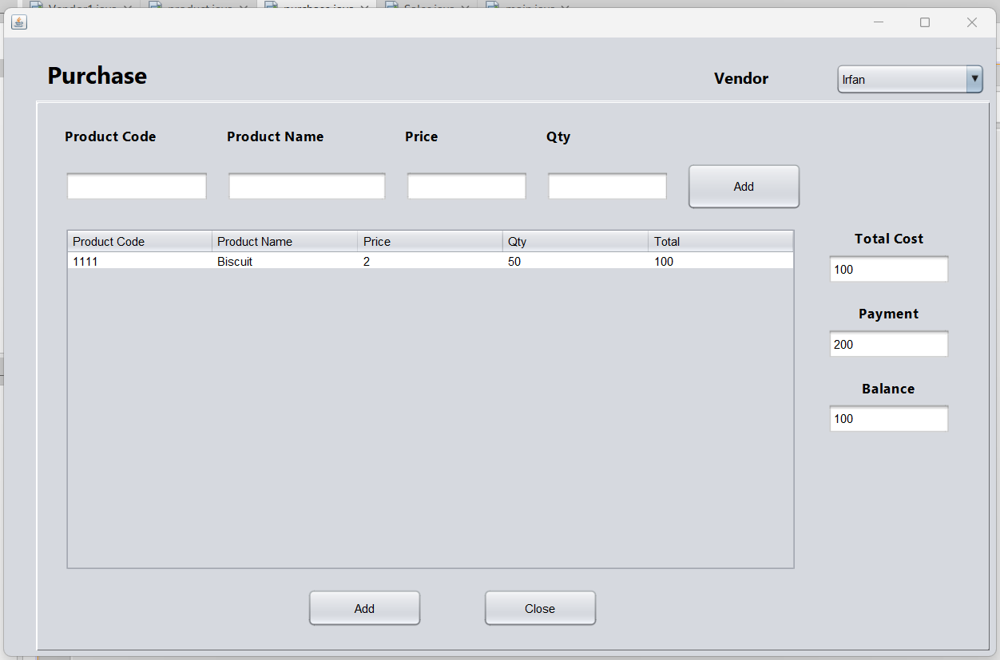 Purchase
Vendor
Irfan
Product Code Product Name Price Qty
Add
Product Code Product Name Price Qty Total
1111 Biscuit 2 50 100
Total Cost
100
Payment
200
Balance
100
Add Close